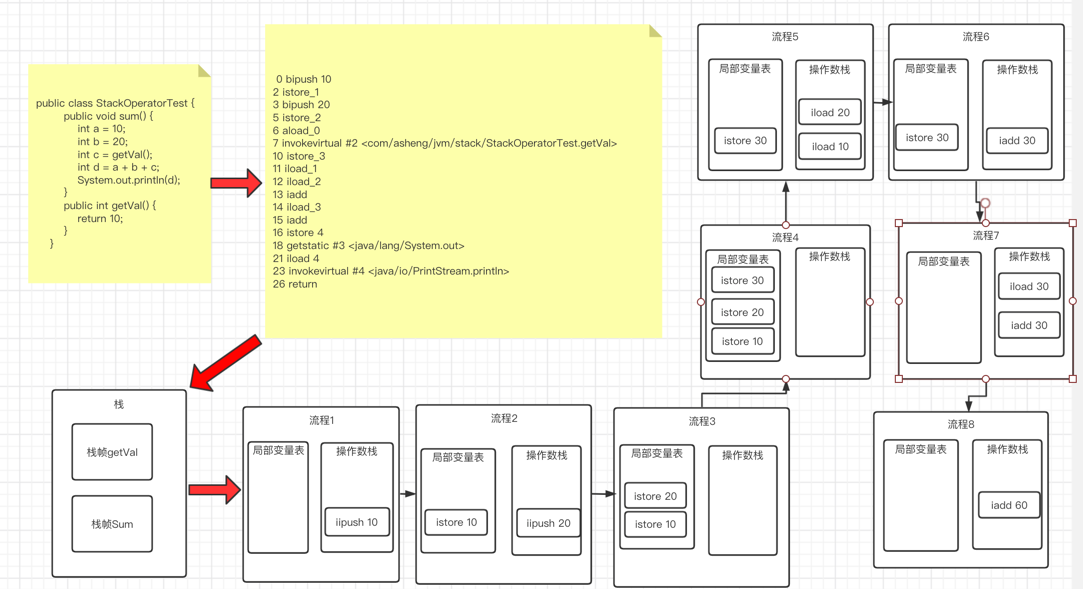 public class StackOperatorTest {
public void sum() {
int a = 10;
int b = 20;
int c = getVal();
int d = a + b + c;
System.out.println(d);
}
public int getVal() {
return 10;
}
}
0 bipush 10
2 istore_1
3 bipush 20
5 istore_2
6 aload_0
7 invokevirtual #2 <com/asheng/jvm/stack/StackOperatorTest.getVal>
10 istore_3
11 iload_1
12 iload_2
13 iadd
14 iload_3
15 iadd
16 istore 4
18 getstatic #3 <java/lang/System.out>
21 iload 4
23 invokevirtual #4 <java/io/PrintStream.println>
26 return
栈
栈帧getVal
栈帧Sum
流程1
局部变量表
操作数栈
iipush 10
流程2
局部变量表
操作数栈
istore 10
iipush 20
流程3
局部变量表
操作数栈
istore 20
istore 10
流程4
局部变量表
操作数栈
istore 30
istore 20
istore 10
流程5
局部变量表
操作数栈
iload 20
istore 30
iload 10
流程6
局部变量表
操作数栈
istore 30
iadd 30
流程7
局部变量表
操作数栈
iload 30
iadd 30
流程8
局部变量表
操作数栈
iadd 60